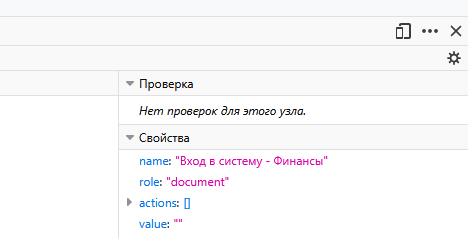 Проверка
Нет проверок для этого узла.
Свойства
name: "Вход в систему - Финансы"
role: "document"
actions: []
value: ""